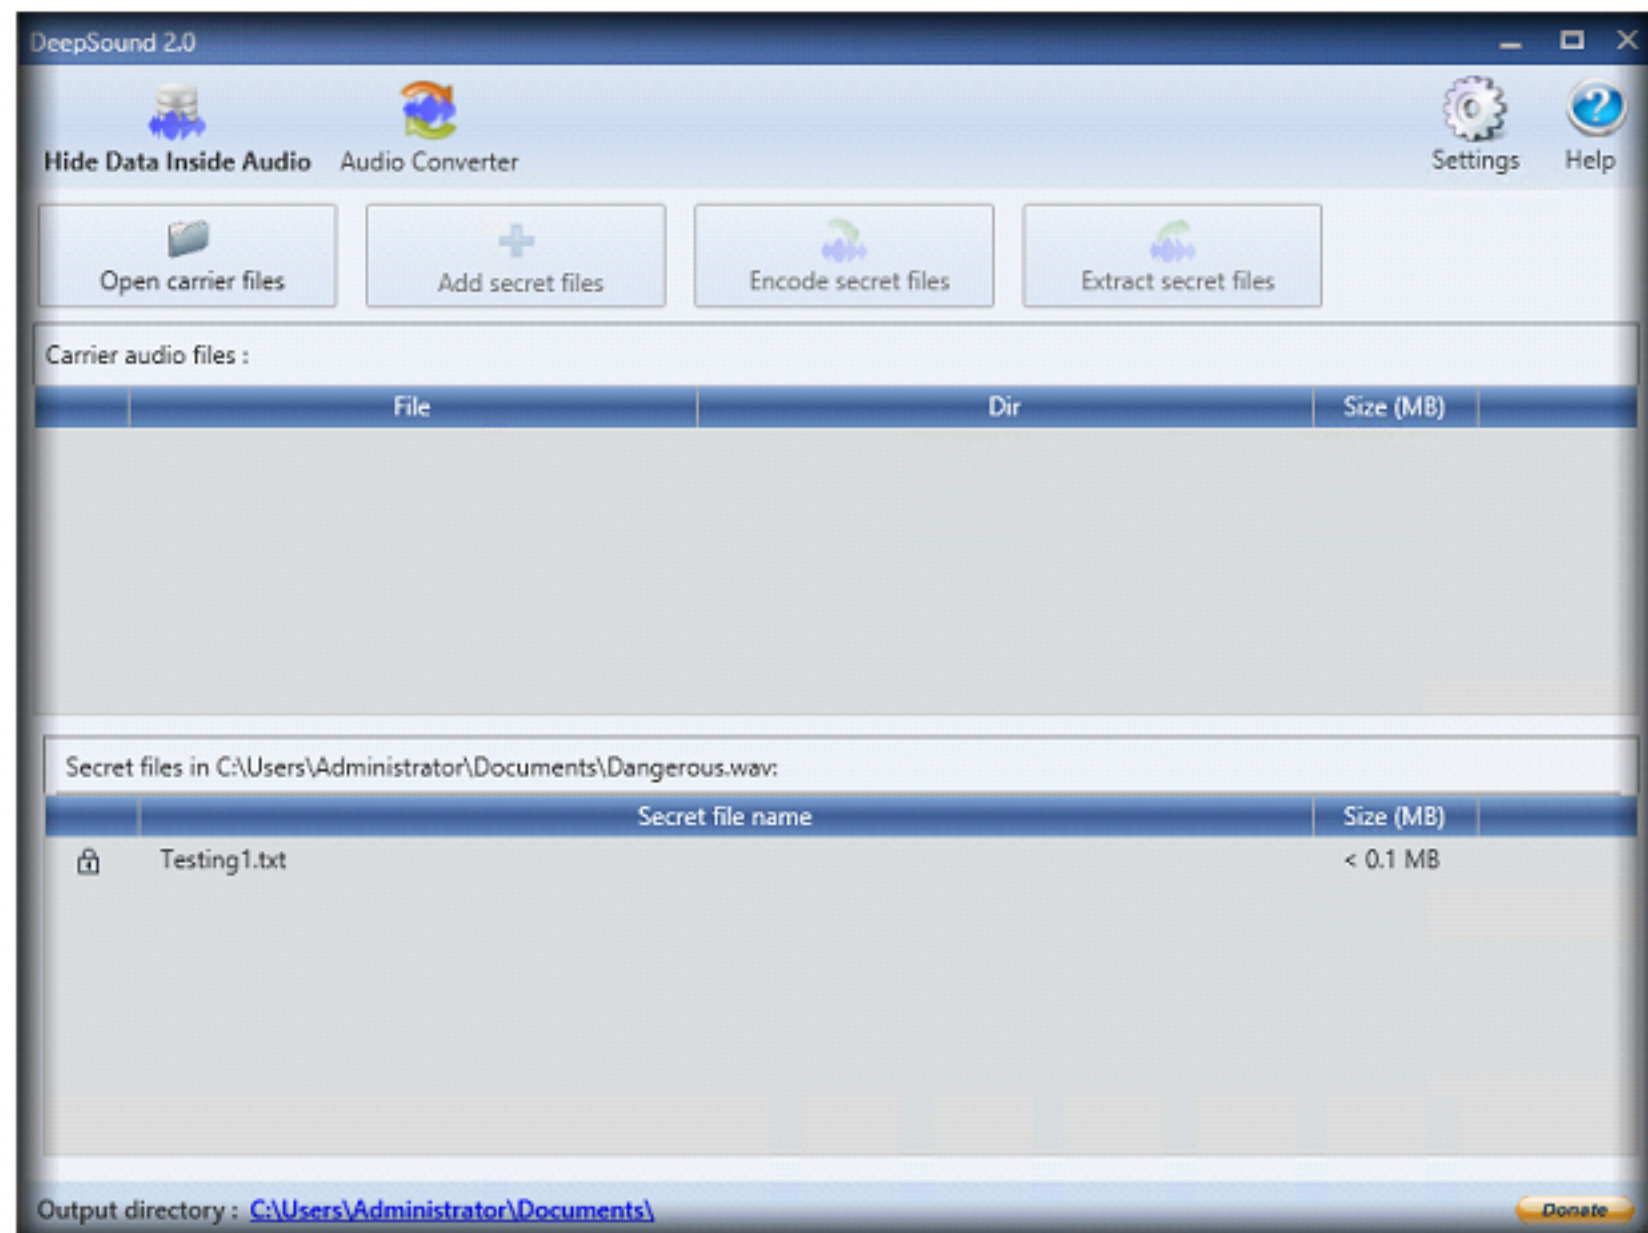 DeepSound 2.0
Hide Data Inside Audio Audio Converter Settings Help
Open carrier files Add secret files Encode secret files Extract secret files
Carrier audio files :
File Dir Size (MB)
Secret files in C:\Users\Administrator\Documents\Dangerous.wav:
Secret file name Size (MB)
Testing1.txt < 0.1 MB
Output directory : C:\Users\Administrator\Documents\ Donate